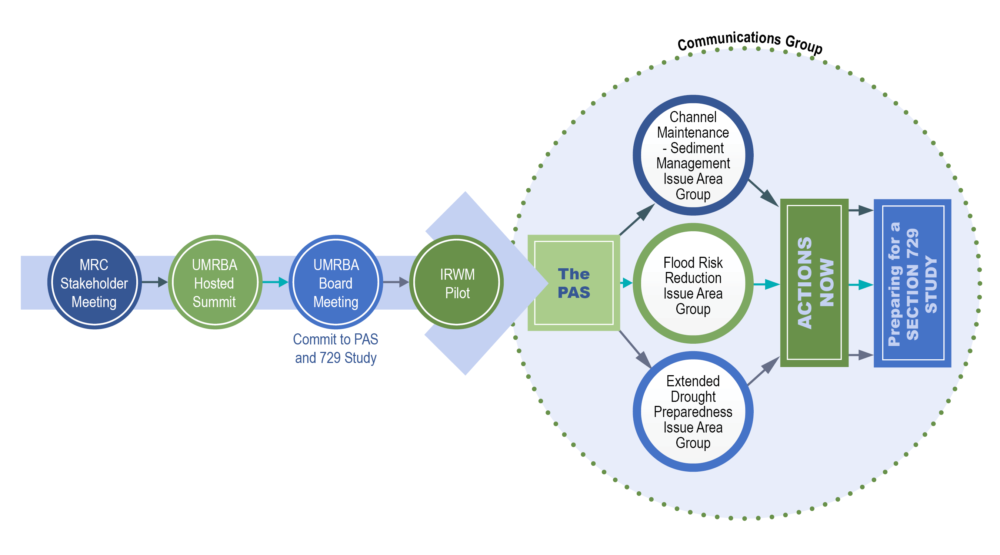 Communications Group
MRC
Stakeholder
Meeting
UMRBA
Hosted
Summit
UMRBA
Board
Meeting
Commit to PAS
and 729 Study
IRWM
Pilot
The
PAS
Channel
Maintenance
- Sediment
Management
Issue Area
Group
Flood Risk
Reduction
Issue Area
Group
Extended
Drought
Preparedness
Issue Area
Group
ACTIONS
NOW
Preparing for a
SECTION 729
STUDY